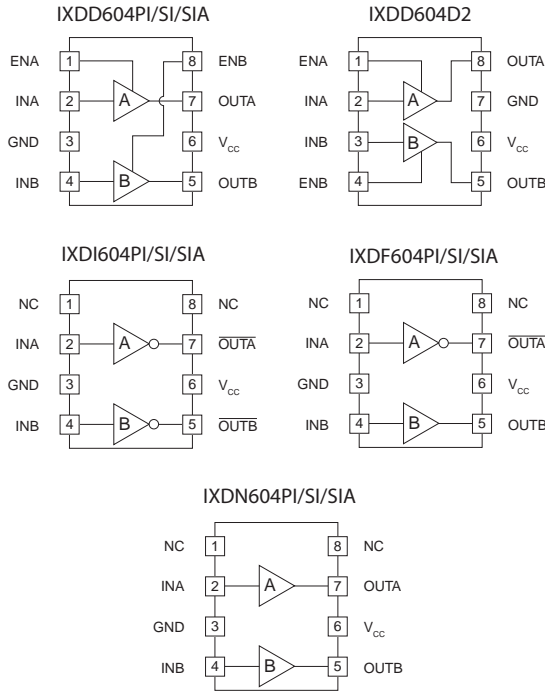 IXDD604PI/SI/SIA
ENA 1 8 ENB
INA 2 A 7 OUTA
GND 3 6 VCC
INB 4 B 5 OUTB
IXDD604D2
ENA 1 8 OUTA
INA 2 A 7 GND
INB 3 B 6 VCC
ENB 4 5 OUTB
IXDI604PI/SI/SIA
NC 1 8 NC
INA 2 A 7 OUTA
GND 3 6 VCC
INB 4 B 5 OUTB
IXDF604PI/SI/SIA
NC 1 8 NC
INA 2 A 7 OUTA
GND 3 6 VCC
INB 4 B 5 OUTB
IXDN604PI/SI/SIA
NC 1 8 NC
INA 2 A 7 OUTA
GND 3 6 VCC
INB 4 B 5 OUTB